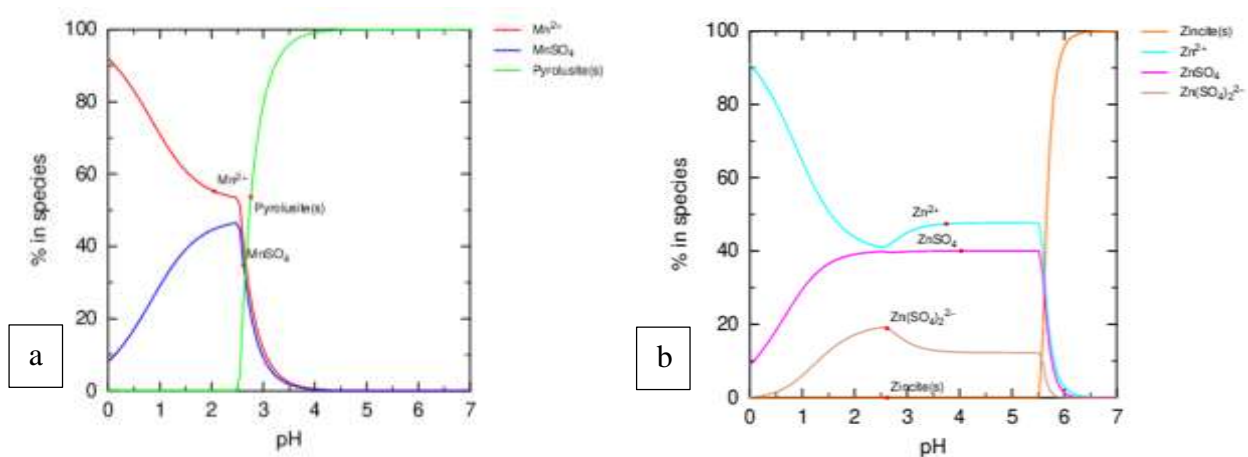 Mn²⁺
MnSO₄
Pyrolusite(s)
100
80
60
40
20
0
% in species
Mn²⁺
Pyrolusite(s)
MnSO₄
0 1 2 3 4 5 6 7
pH
a
Zincite(s)
Zn²⁺
ZnSO₄
Zn(SO₄)₂²⁻
100
80
60
40
20
0
% in species
Zn²⁺
ZnSO₄
Zn(SO₄)₂²⁻
Zincite(s)
0 1 2 3 4 5 6 7
pH
b